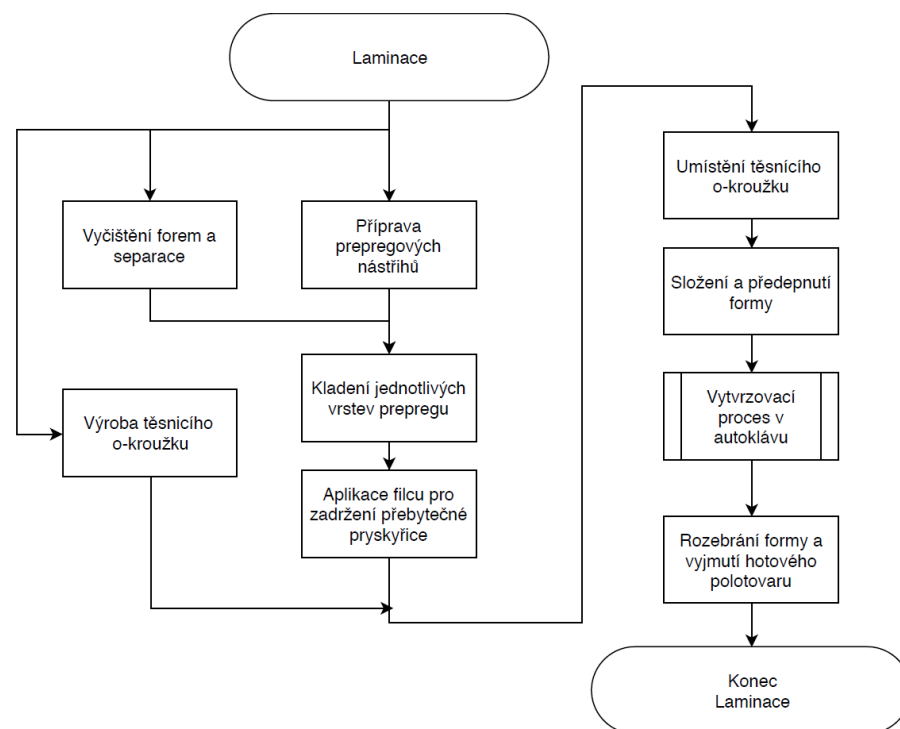 Laminace
Vyčištění forem a
separace
Příprava
prepregových
nástřihů
Kladení jednotlivých
vrstev prepregu
Výroba těsnicího
o-kroužku
Aplikace filcu pro
zadržení přebytečné
pryskyřice
Umístění těsnícího
o-kroužku
Složení a předepnutí
formy
Vytvrzovací
proces v
autoklávu
Rozebrání formy a
vyjmutí hotového
polotovaru
Konec
Laminace